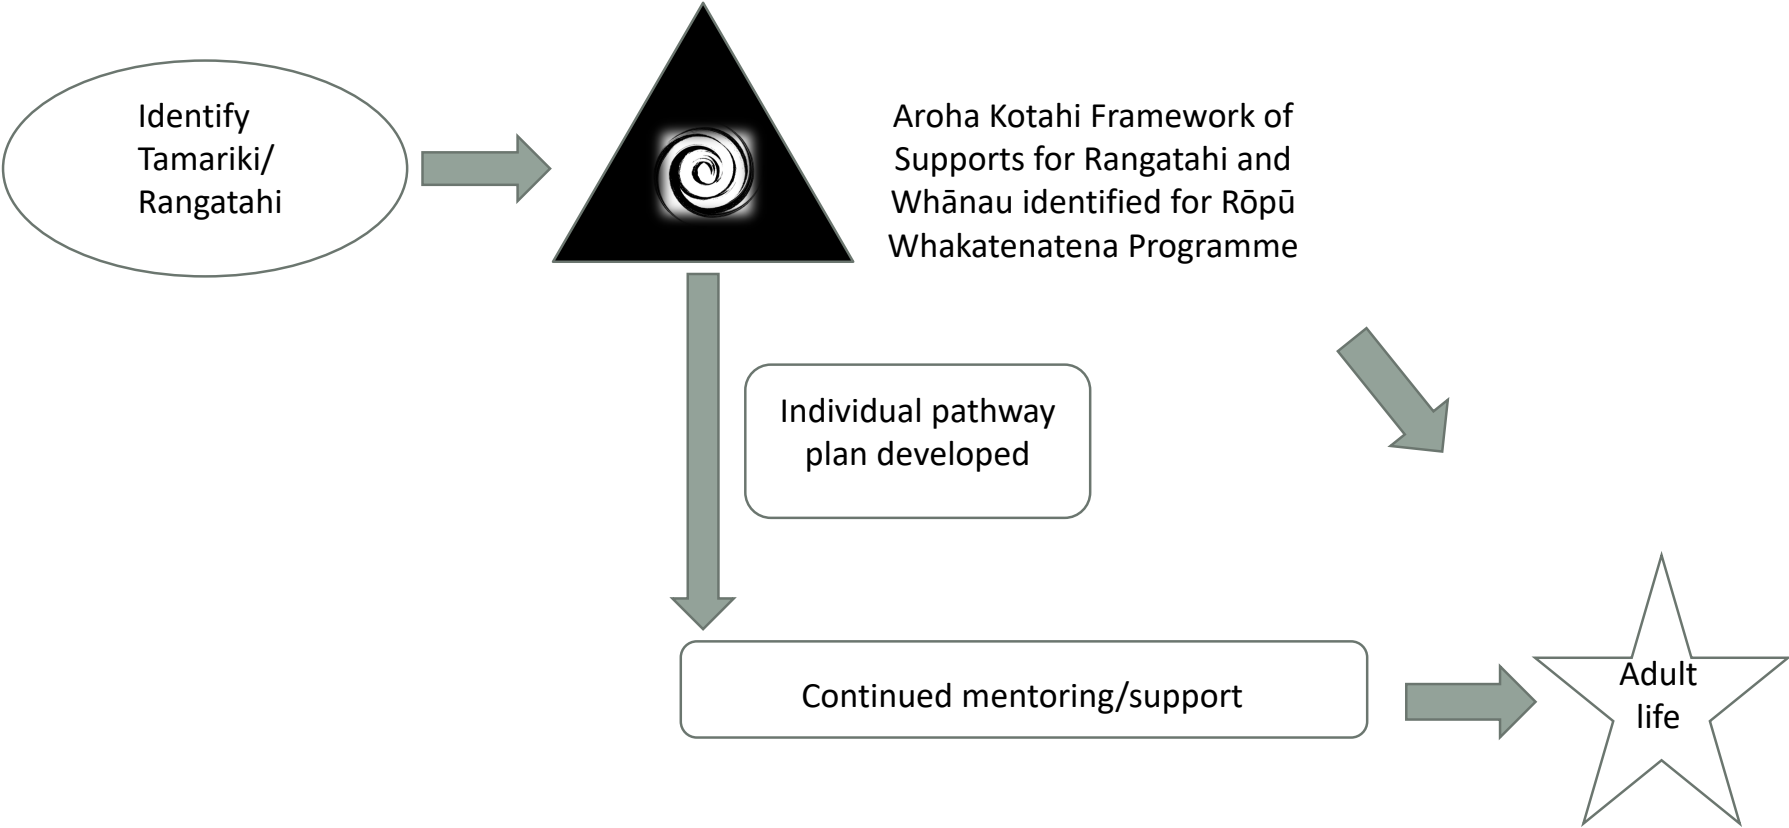 Identify
Tamariki/
Rangatahi
Aroha Kotahi Framework of
Supports for Rangatahi and
Whānau identified for Rōpū
Whakatenatena Programme
Individual pathway
plan developed
Continued mentoring/support
Adult
life